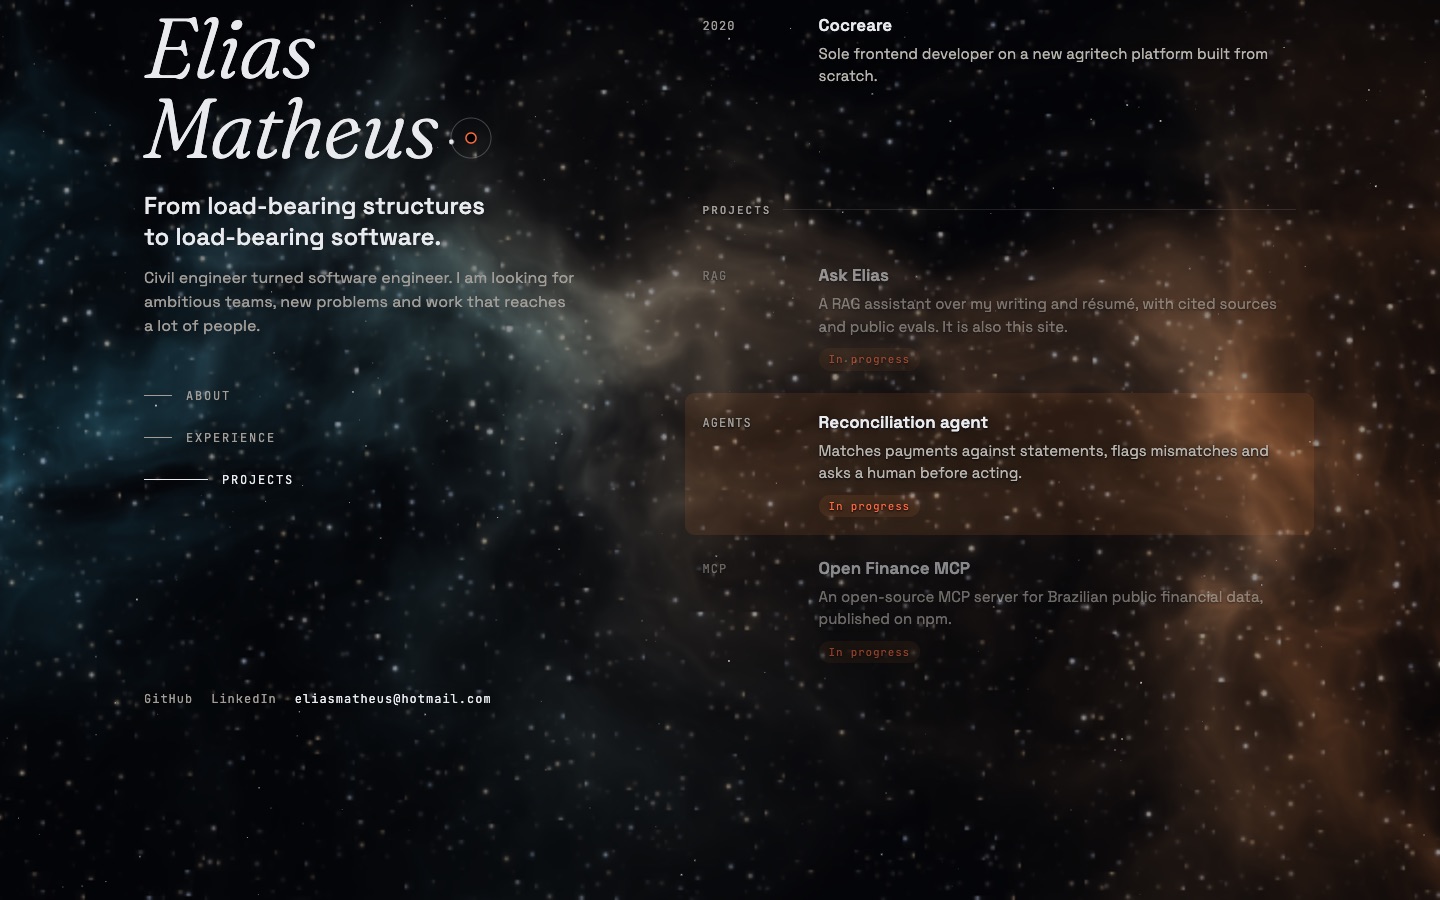 Elias
Matheus
From load-bearing structures
to load-bearing software.
Civil engineer turned software engineer. I am looking for
ambitious teams, new problems and work that reaches
a lot of people.
ABOUT
EXPERIENCE
PROJECTS
GitHub LinkedIn eliasmatheus@hotmail.com
2020 Cocreare
Sole frontend developer on a new agritech platform built from
scratch.
PROJECTS
RAG Ask Elias
A RAG assistant over my writing and résumé, with cited sources
and public evals. It is also this site.
In progress
AGENTS Reconciliation agent
Matches payments against statements, flags mismatches and
asks a human before acting.
In progress
MCP Open Finance MCP
An open-source MCP server for Brazilian public financial data,
published on npm.
In progress